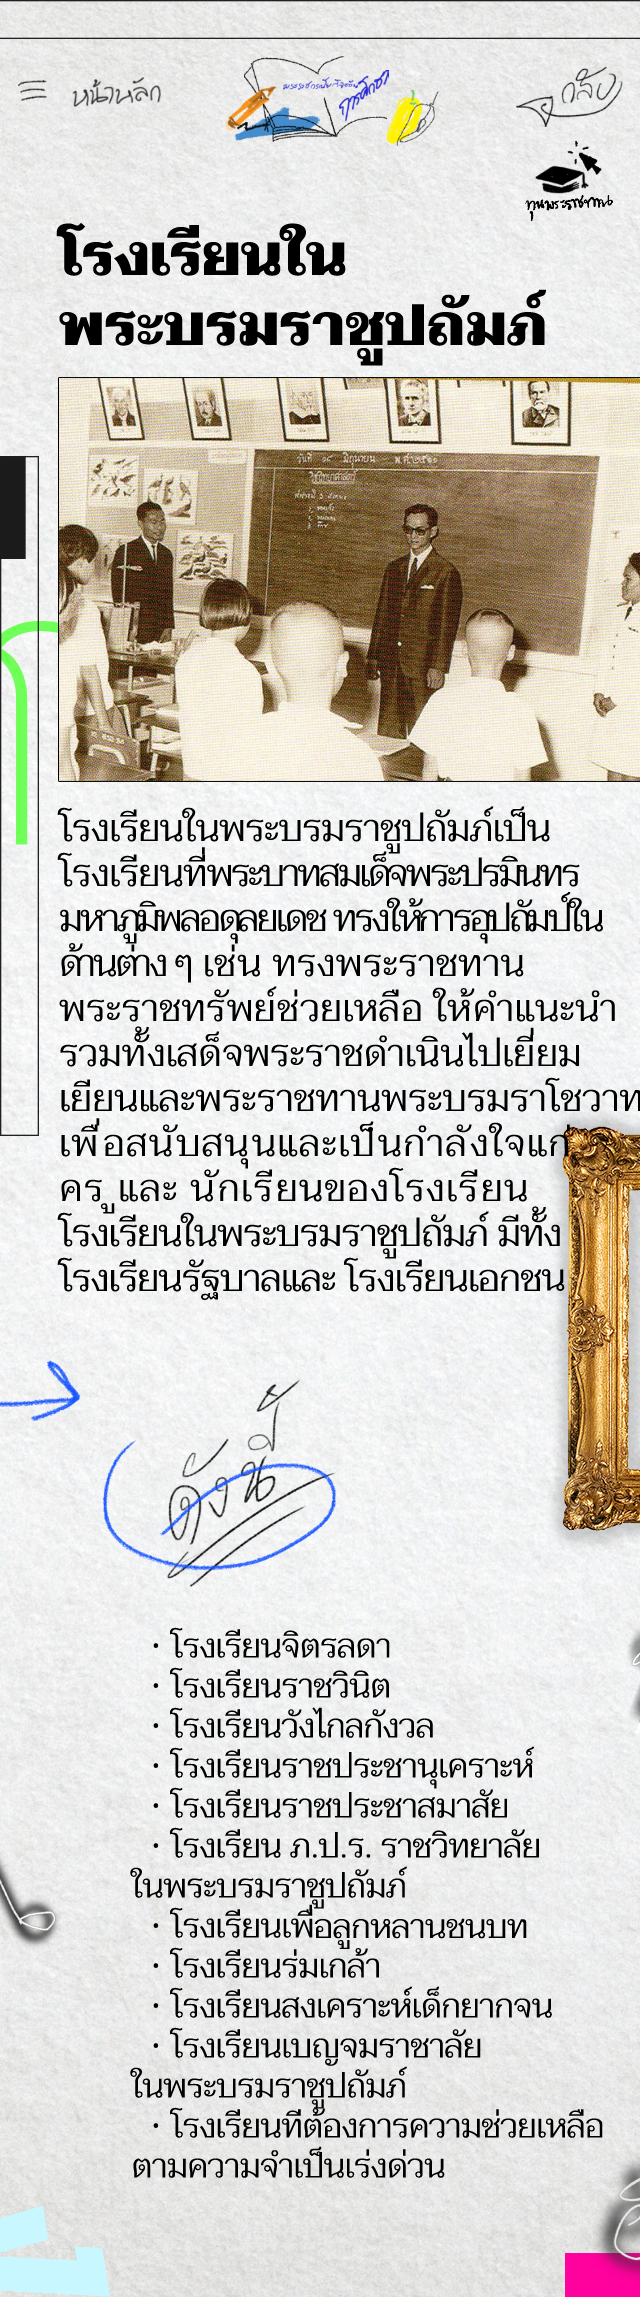 หน้าหลัก
การศึกษา
กลับ
ทุนพระราชทาน
โรงเรียนใน
พระบรมราชูปถัมภ์
วันที่ ๑๙ มิถุนายน พ.ศ. ๒๕๑๐
โรงเรียนในพระบรมราชูปถัมภ์เป็น
โรงเรียนที่พระบาทสมเด็จพระปรมินทร
มหาภูมิพลอดุลยเดช ทรงให้การอุปถัมป์ใน
ด้านต่าง ๆ เช่น ทรงพระราชทาน
พระราชทรัพย์ช่วยเหลือ ให้คำแนะนำ
รวมทั้งเสด็จพระราชดำเนินไปเยี่ยม
เยียนและพระราชทานพระบรมราโชวาท
เพื่อสนับสนุนและเป็นกำลังใจแก่
ครูและ นักเรียนของโรงเรียน
โรงเรียนในพระบรมราชูปถัมภ์ มีทั้ง
โรงเรียนรัฐบาลและ โรงเรียนเอกชน
ดังนี้
· โรงเรียนจิตรลดา
· โรงเรียนราชวินิต
· โรงเรียนวังไกลกังวล
· โรงเรียนราชประชานุเคราะห์
· โรงเรียนราชประชาสมาสัย
· โรงเรียน ภ.ป.ร. ราชวิทยาลัย
ในพระบรมราชูปถัมภ์
· โรงเรียนเพื่อลูกหลานชนบท
· โรงเรียนร่มเกล้า
· โรงเรียนสงเคราะห์เด็กยากจน
· โรงเรียนเบญจมราชาลัย
ในพระบรมราชูปถัมภ์
· โรงเรียนที่ต้องการความช่วยเหลือ
ตามความจำเป็นเร่งด่วน